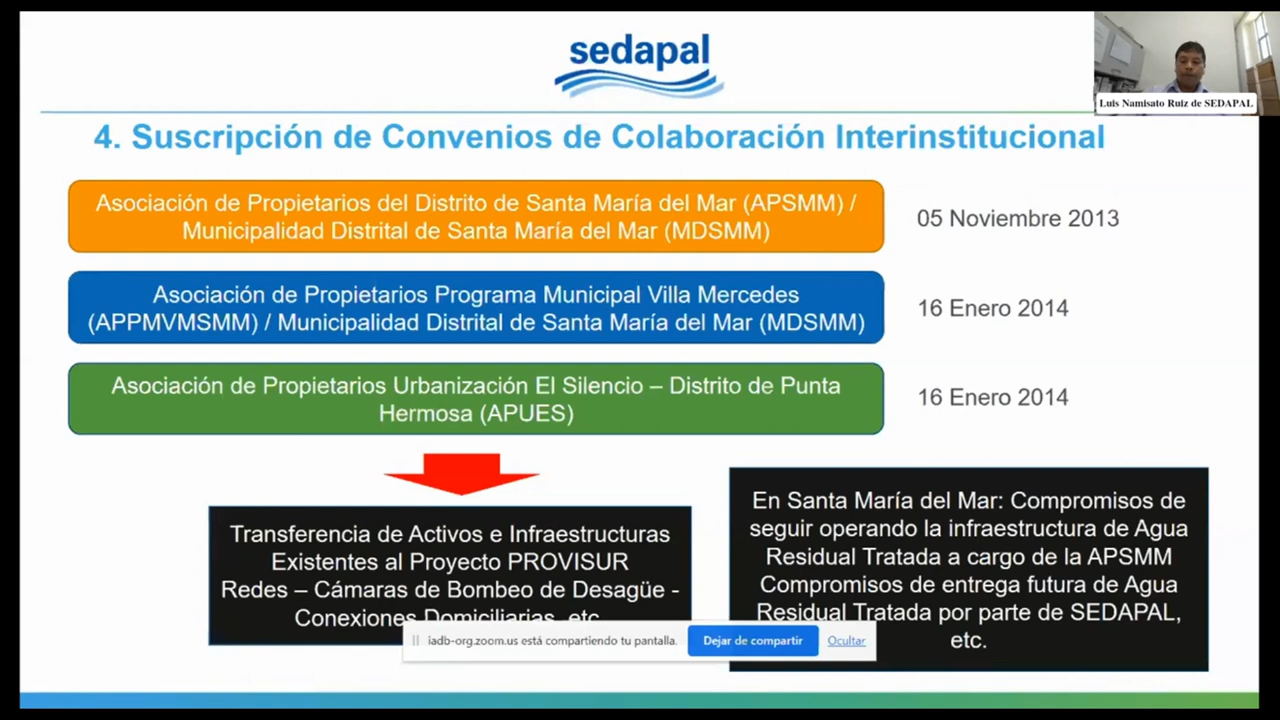 sedapal
Luis Namisato Ruiz de SEDAPAL
4. Suscripción de Convenios de Colaboración Interinstitucional
Asociación de Propietarios del Distrito de Santa María del Mar (APSMM) /
Municipalidad Distrital de Santa María del Mar (MDSMM)
05 Noviembre 2013
Asociación de Propietarios Programa Municipal Villa Mercedes
(APPMVMSMM) / Municipalidad Distrital de Santa María del Mar (MDSMM)
16 Enero 2014
Asociación de Propietarios Urbanización El Silencio – Distrito de Punta
Hermosa (APUES)
16 Enero 2014
Transferencia de Activos e Infraestructuras
Existentes al Proyecto PROVISUR
Redes – Cámaras de Bombeo de Desagüe -
Conexiones Domiciliarias, etc
En Santa María del Mar: Compromisos de
seguir operando la infraestructura de Agua
Residual Tratada a cargo de la APSMM
Compromisos de entrega futura de Agua
Residual Tratada por parte de SEDAPAL,
etc.
iadb-org.zoom.us está compartiendo tu pantalla.
Dejar de compartir
Ocultar